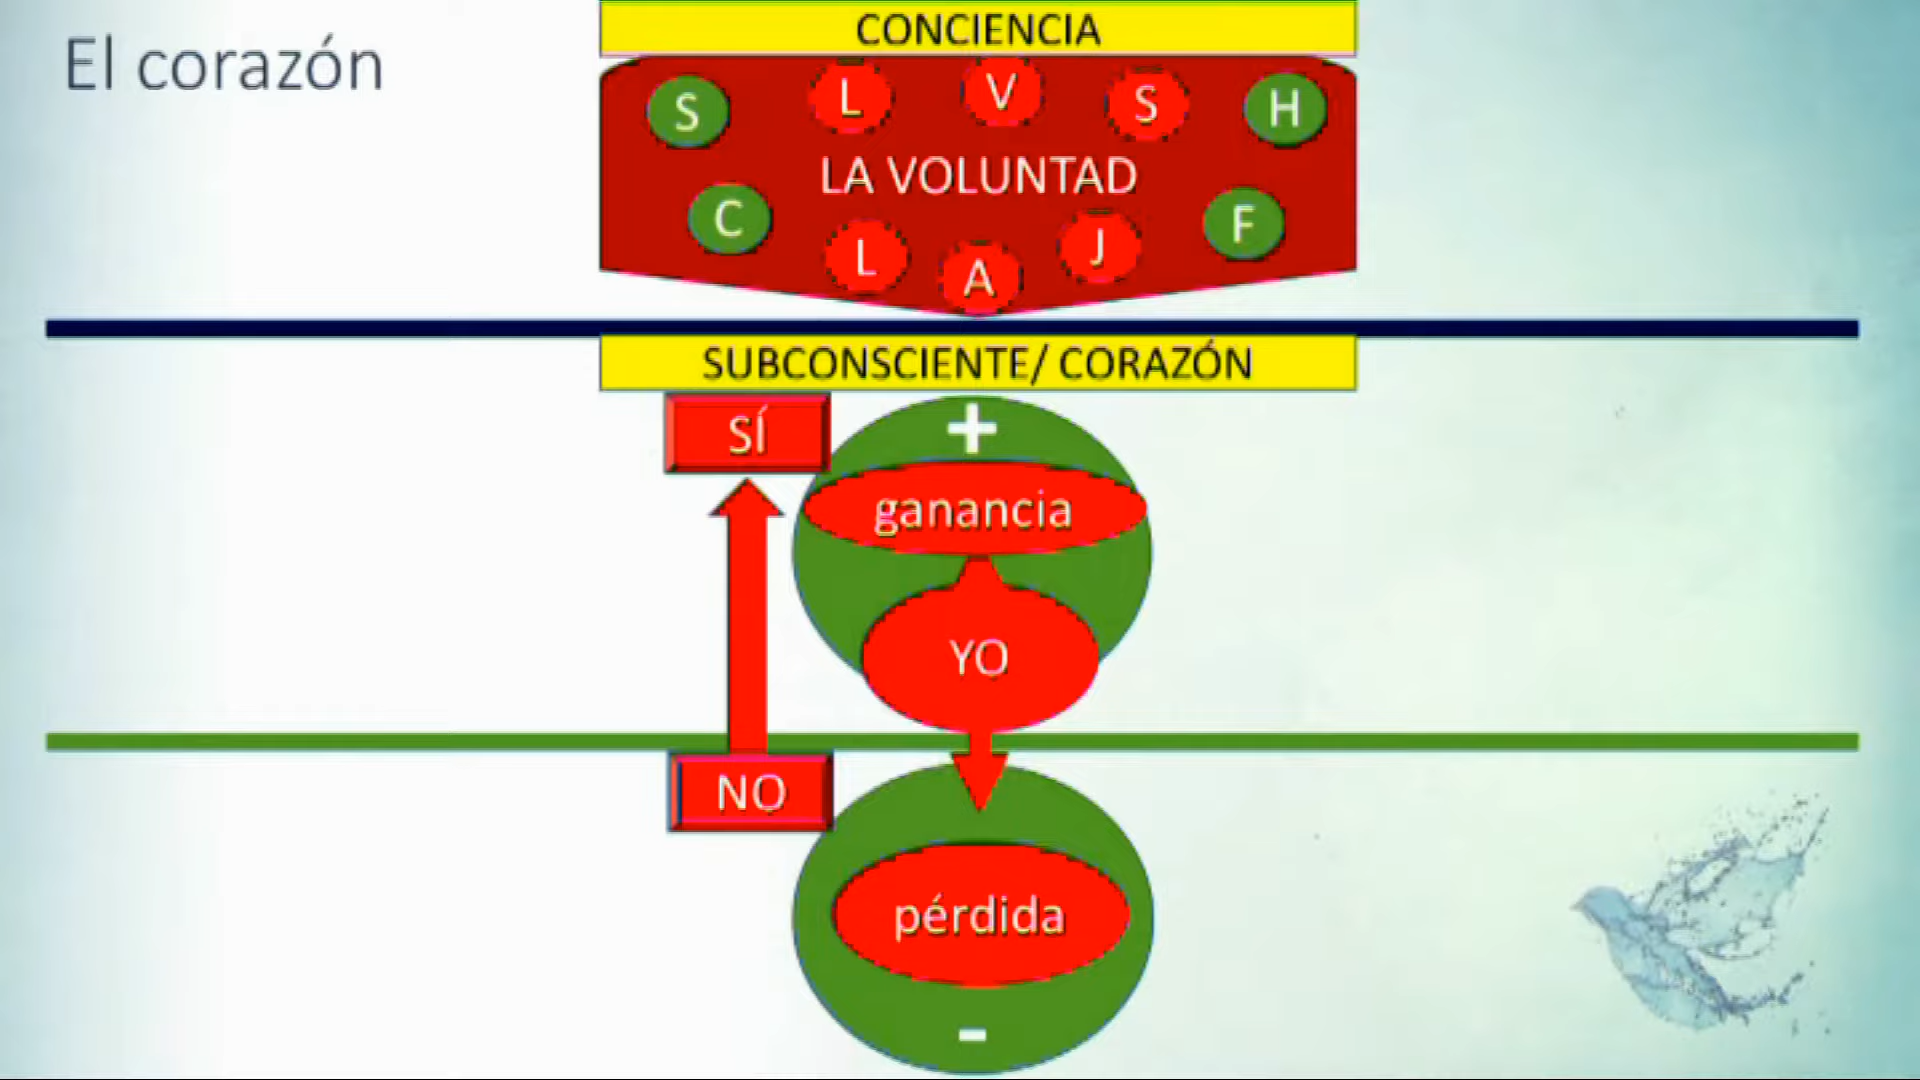 El corazón
CONCIENCIA
S L V S H
LA VOLUNTAD
C L A J F
SUBCONSCIENTE/ CORAZÓN
SÍ
+
ganancia
YO
NO
pérdida
-